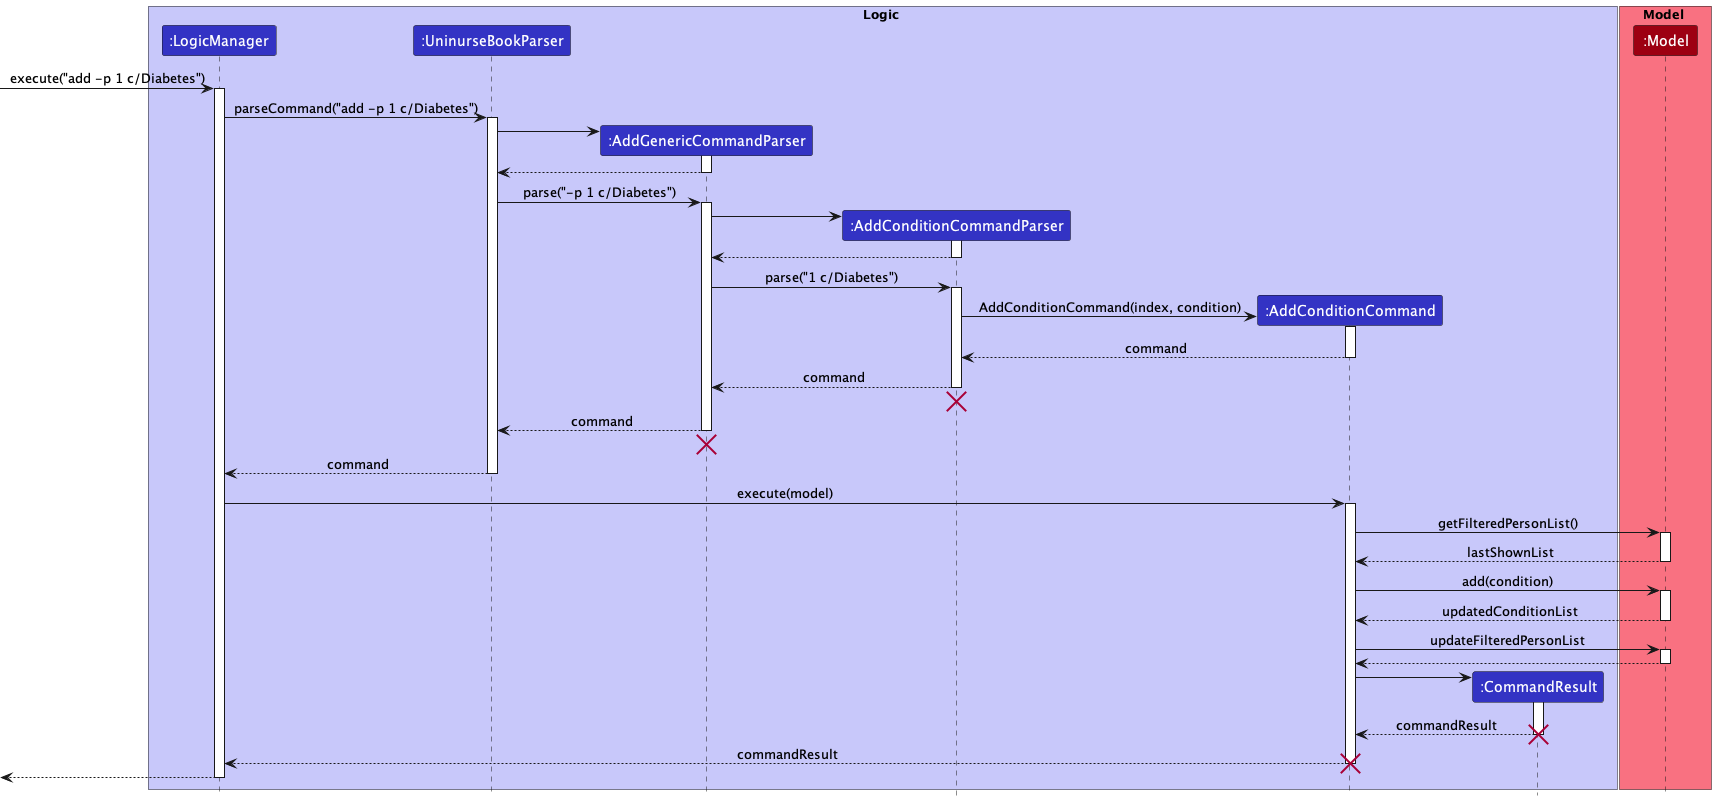 Logic
Model
:LogicManager
:UninurseBookParser
:Model
execute("add -p 1 c/Diabetes")
parseCommand("add -p 1 c/Diabetes")
:AddGenericCommandParser
parse("-p 1 c/Diabetes")
:AddConditionCommandParser
parse("1 c/Diabetes")
AddConditionCommand(index, condition)
:AddConditionCommand
command
command
command
command
execute(model)
getFilteredPersonList()
lastShownList
add(condition)
updatedConditionList
updateFilteredPersonList
:CommandResult
commandResult
commandResult